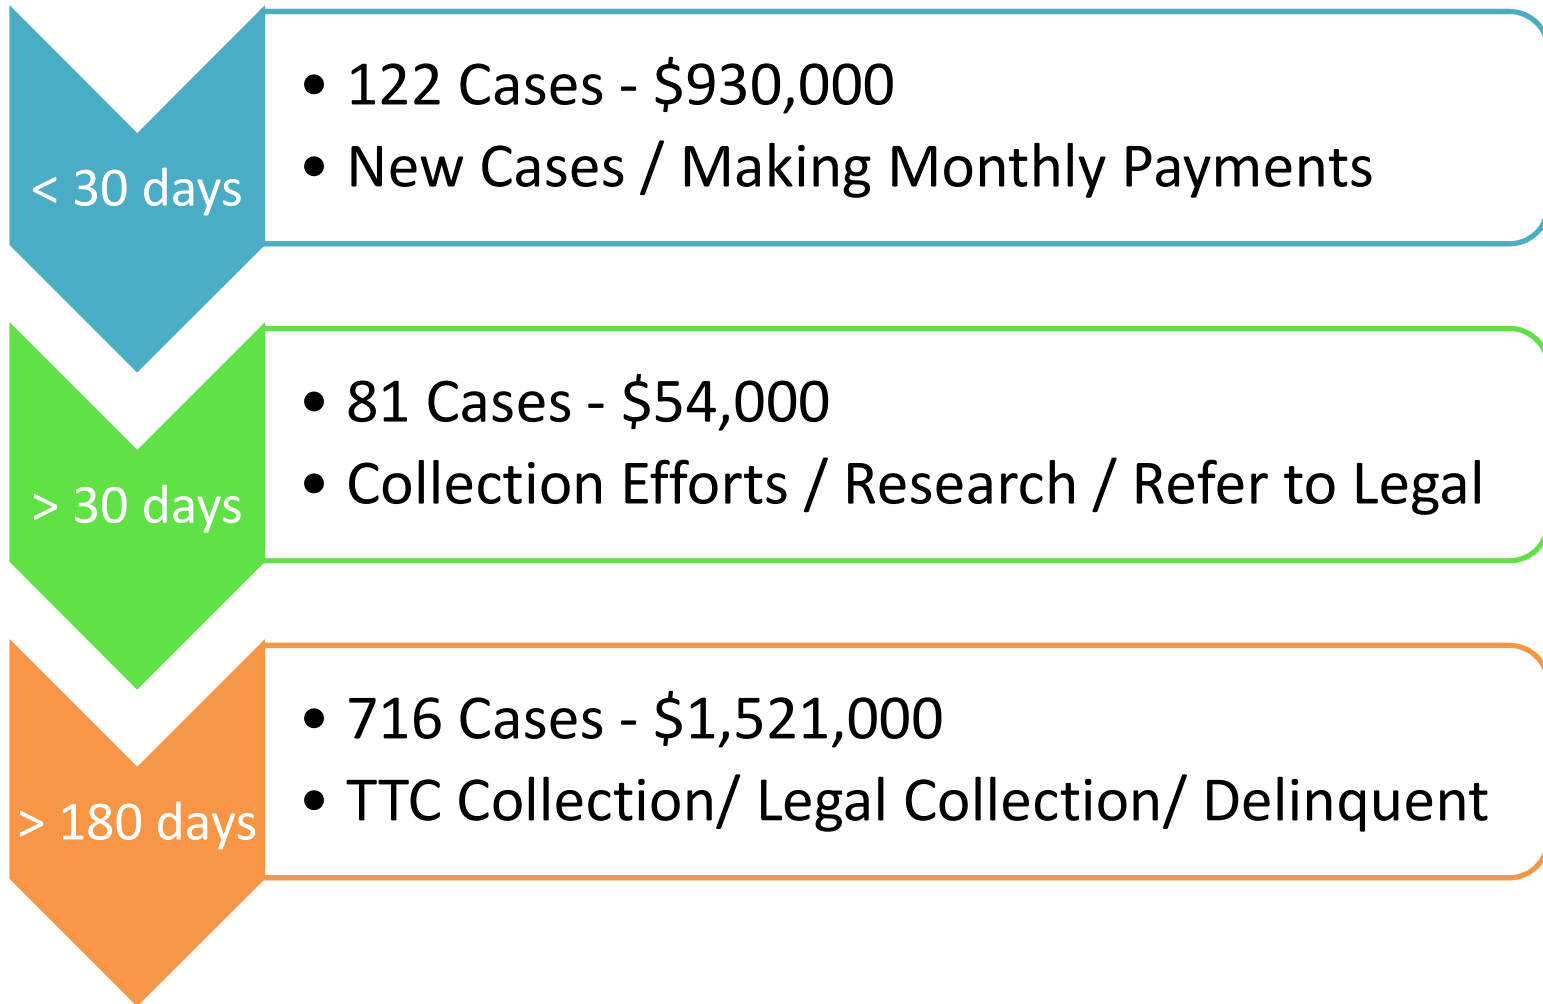 < 30 days
• 122 Cases - $930,000
• New Cases / Making Monthly Payments
> 30 days
• 81 Cases - $54,000
• Collection Efforts / Research / Refer to Legal
> 180 days
• 716 Cases - $1,521,000
• TTC Collection/ Legal Collection/ Delinquent